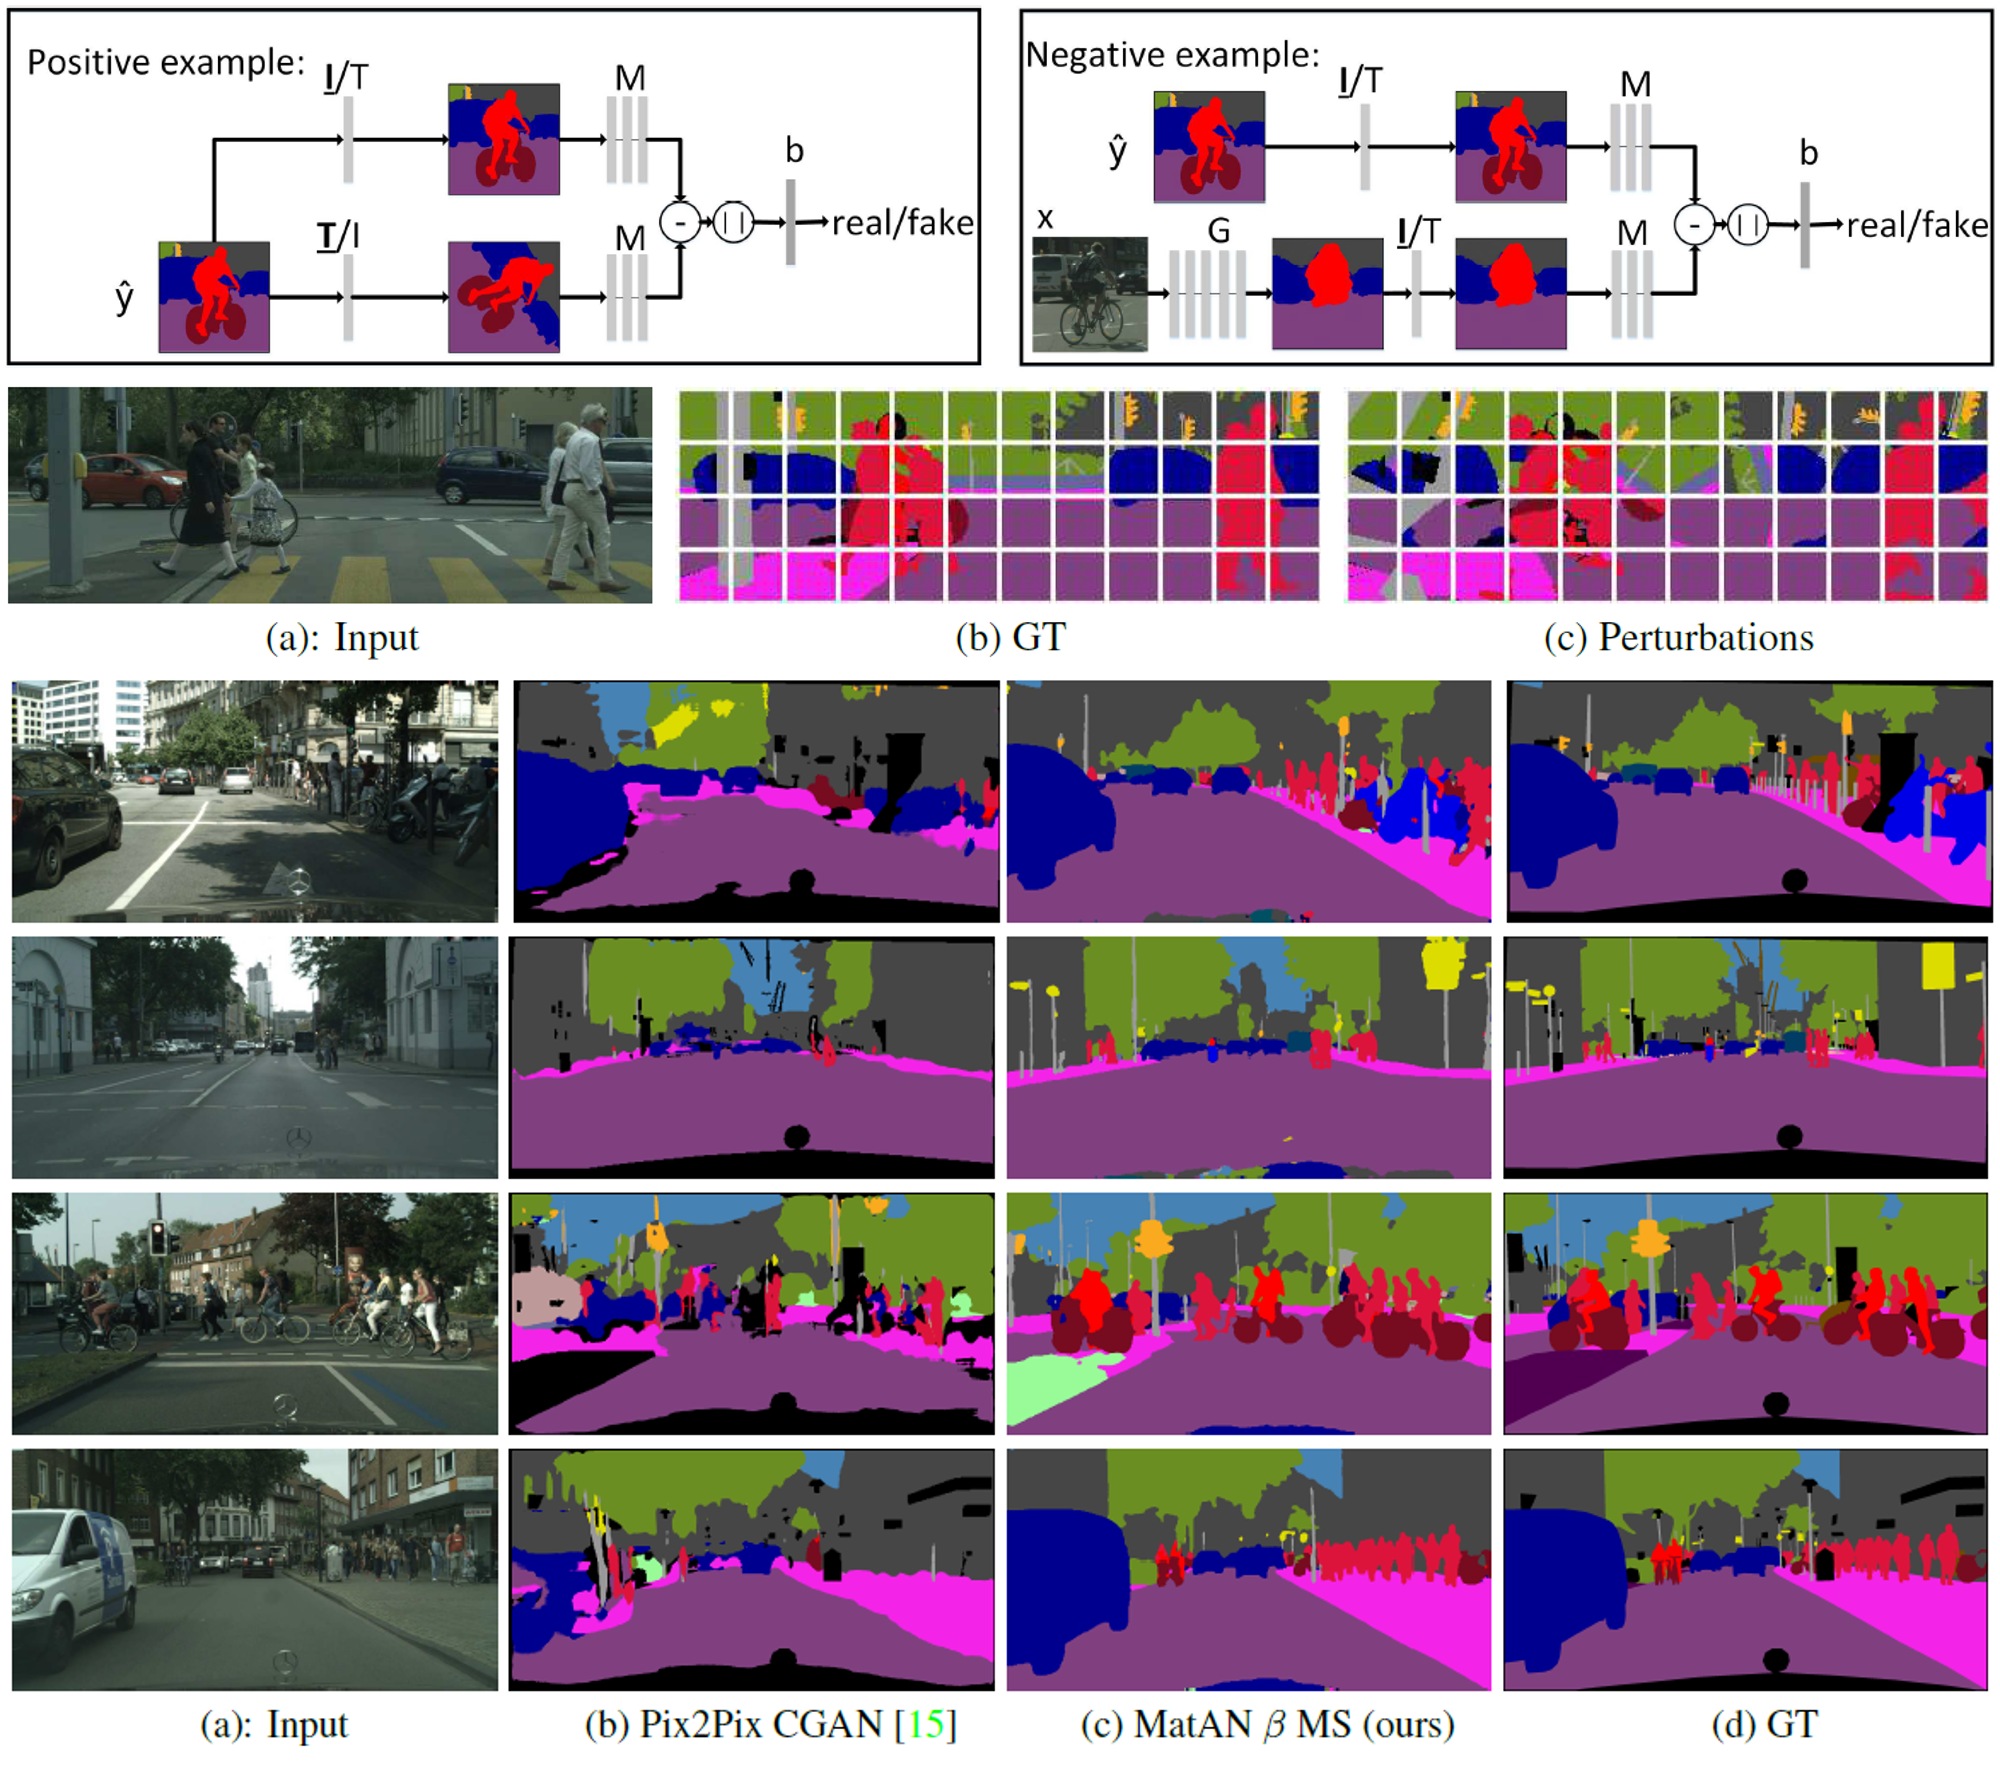 Positive example:
I/T
M
b
- || real/fake
T/I
M
ŷ
Negative example:
I/T
M
ŷ
b
x
G
I/T
M
- || real/fake
(a): Input (b) GT (c) Perturbations
(a): Input (b) Pix2Pix CGAN [15] (c) MatAN β MS (ours) (d) GT